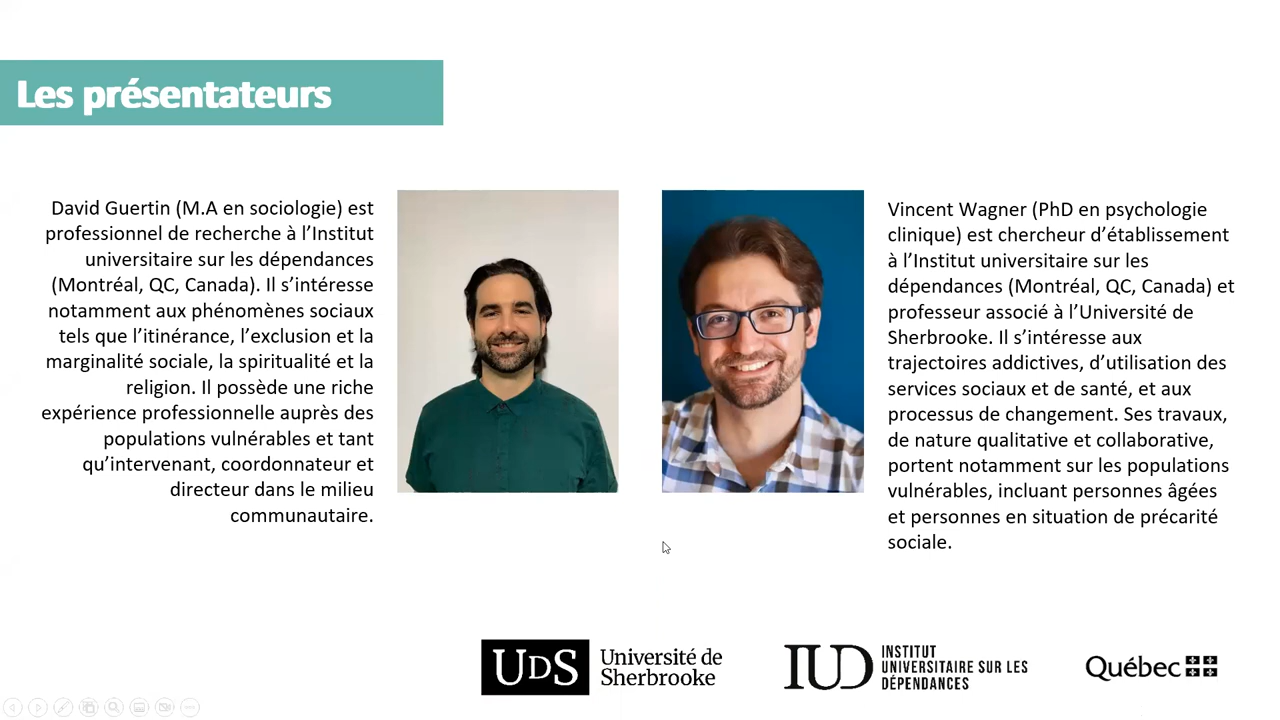 Les présentateurs
David Guertin (M.A en sociologie) est
professionnel de recherche à l’Institut
universitaire sur les dépendances
(Montréal, QC, Canada). Il s’intéresse
notamment aux phénomènes sociaux
tels que l’itinérance, l’exclusion et la
marginalité sociale, la spiritualité et la
religion. Il possède une riche
expérience professionnelle auprès des
populations vulnérables et tant
qu’intervenant, coordonnateur et
directeur dans le milieu
communautaire.
Vincent Wagner (PhD en psychologie
clinique) est chercheur d’établissement
à l’Institut universitaire sur les
dépendances (Montréal, QC, Canada) et
professeur associé à l’Université de
Sherbrooke. Il s’intéresse aux
trajectoires addictives, d’utilisation des
services sociaux et de santé, et aux
processus de changement. Ses travaux,
de nature qualitative et collaborative,
portent notamment sur les populations
vulnérables, incluant personnes âgées
et personnes en situation de précarité
sociale.
UDS
Université de
Sherbrooke
IUD
INSTITUT
UNIVERSITAIRE SUR LES
DÉPENDANCES
Québec